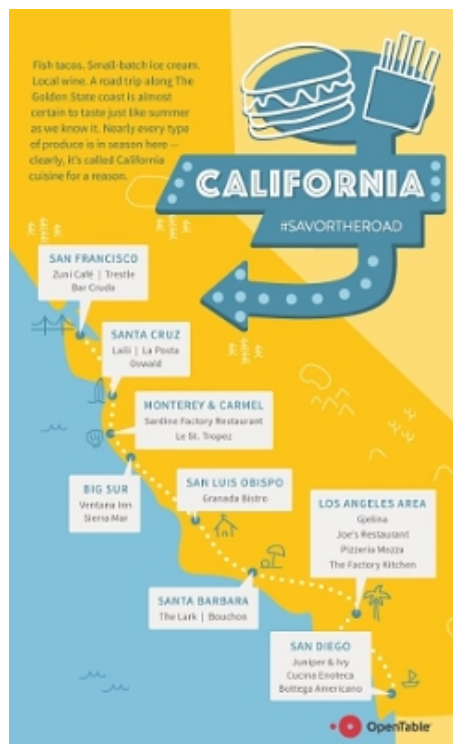 Fish tacos. Small-batch ice cream.
Local wine. A road trip along The
Golden State coast is almost
certain to taste just like summer
as we know it. Nearly every type
of produce is in season here —
clearly, it's called California
cuisine for a reason.
CALIFORNIA
#SAVORTHEROAD
SAN FRANCISCO
Zuni Café | Trestle
Bar Crudo
SANTA CRUZ
Laili | La Posta
Oswald
MONTEREY & CARMEL
Sardine Factory Restaurant
Le St. Tropez
BIG SUR
Ventana Inn
Sierra Mar
SAN LUIS OBISPO
Granada Bistro
LOS ANGELES AREA
Gjelina
Joe's Restaurant
Pizzeria Mozza
The Factory Kitchen
SANTA BARBARA
The Lark | Bouchon
SAN DIEGO
Juniper & Ivy
Cucina Enoteca
Bottega Americano
OpenTable